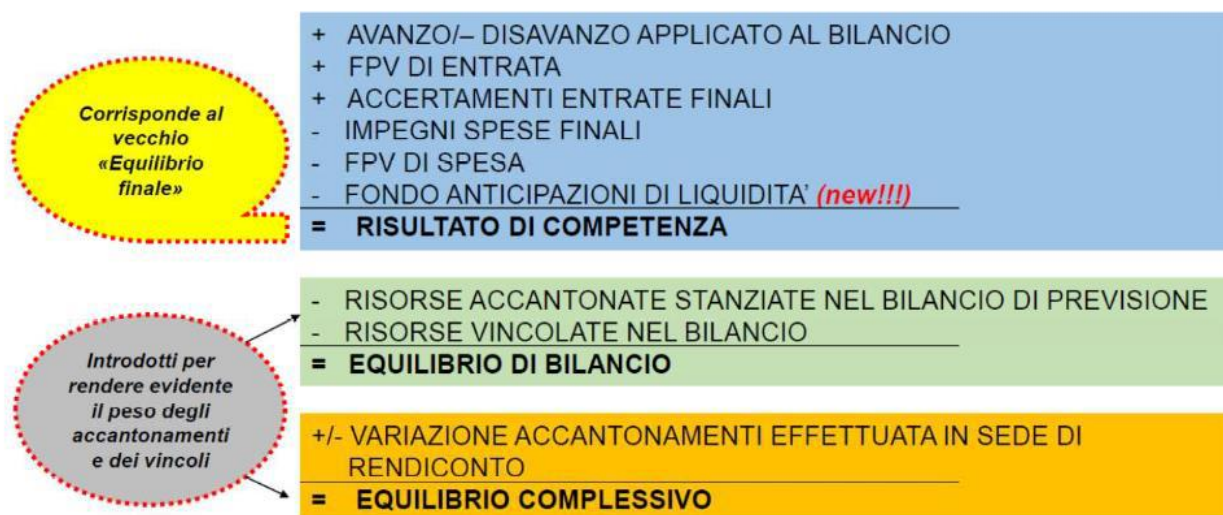 Corrisponde al
vecchio
«Equilibrio
finale»
+ AVANZO/– DISAVANZO APPLICATO AL BILANCIO
+ FPV DI ENTRATA
+ ACCERTAMENTI ENTRATE FINALI
- IMPEGNI SPESE FINALI
- FPV DI SPESA
- FONDO ANTICIPAZIONI DI LIQUIDITA’ (new!!!)
= RISULTATO DI COMPETENZA
Introdotti per
rendere evidente
il peso degli
accantonamenti
e dei vincoli
- RISORSE ACCANTONATE STANZIATE NEL BILANCIO DI PREVISIONE
- RISORSE VINCOLATE NEL BILANCIO
= EQUILIBRIO DI BILANCIO
+/- VARIAZIONE ACCANTONAMENTI EFFETTUATA IN SEDE DI
RENDICONTO
= EQUILIBRIO COMPLESSIVO